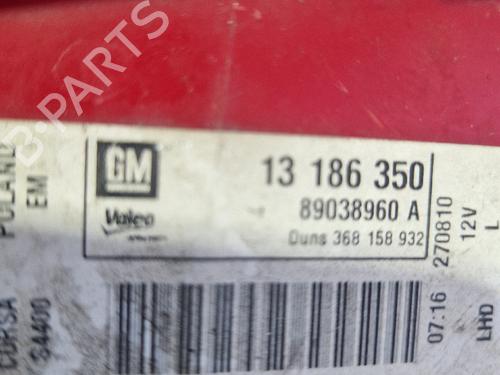 GM
13 186 350
Valeo
89038960 A
Duns 368 158 932
POLAND
EM
CORSA
S4400
270810
07:16
12V
L
LHD
B-PARTS